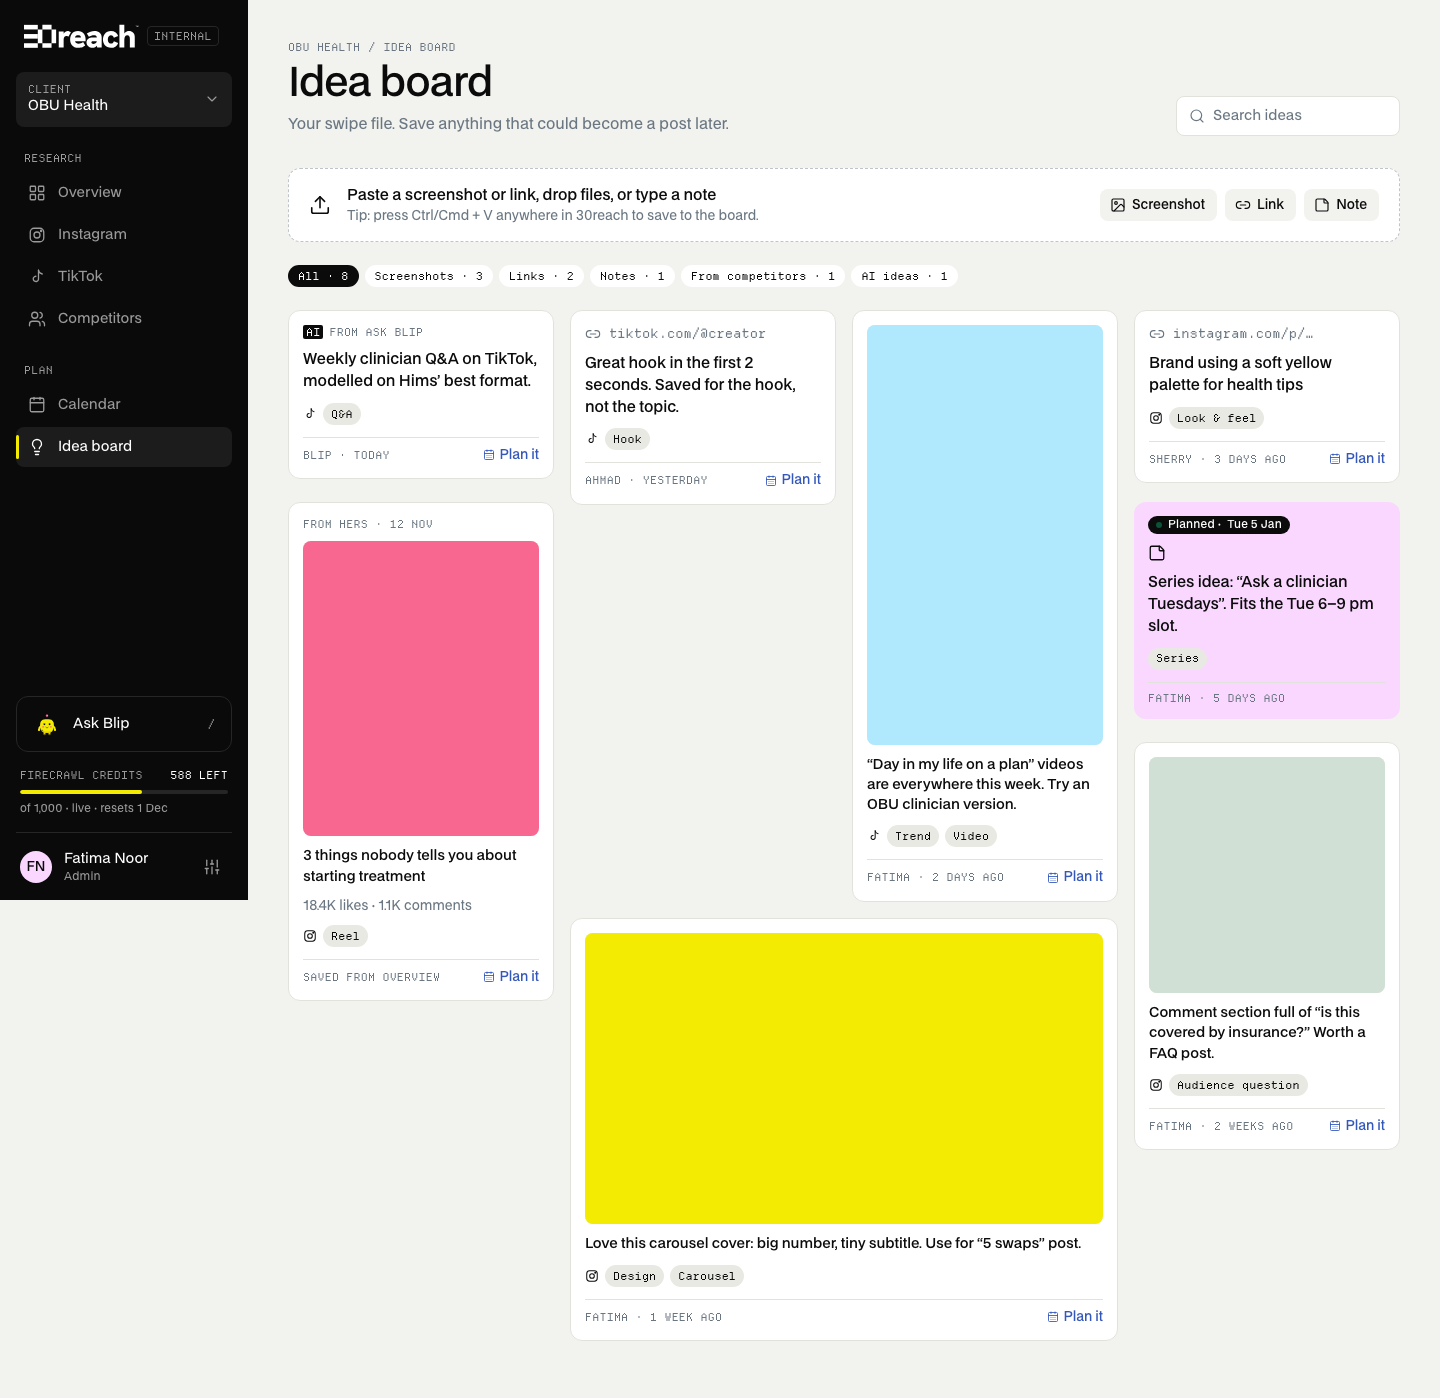 30reach
INTERNAL
CLIENT
OBU Health
RESEARCH
Overview
Instagram
TikTok
Competitors
PLAN
Calendar
Idea board
Ask Blip
/
FIRECRAWL CREDITS 588 LEFT
of 1,000 · live · resets 1 Dec
FN
Fatima Noor
Admin
OBU HEALTH / IDEA BOARD
Idea board
Your swipe file. Save anything that could become a post later.
Search ideas
Paste a screenshot or link, drop files, or type a note
Tip: press Ctrl/Cmd + V anywhere in 30reach to save to the board.
Screenshot
Link
Note
All · 8
Screenshots · 3
Links · 2
Notes · 1
From competitors · 1
AI ideas · 1
AI FROM ASK BLIP
Weekly clinician Q&A on TikTok,
modelled on Hims’ best format.
Q&A
BLIP · TODAY
Plan it
FROM HERS · 12 NOV
3 things nobody tells you about
starting treatment
18.4K likes · 1.1K comments
Reel
SAVED FROM OVERVIEW
Plan it
tiktok.com/@creator
Great hook in the first 2
seconds. Saved for the hook,
not the topic.
Hook
AHMAD · YESTERDAY
Plan it
“Day in my life on a plan” videos
are everywhere this week. Try an
OBU clinician version.
Trend
Video
FATIMA · 2 DAYS AGO
Plan it
Love this carousel cover: big number, tiny subtitle. Use for “5 swaps” post.
Design
Carousel
FATIMA · 1 WEEK AGO
Plan it
instagram.com/p/…
Brand using a soft yellow
palette for health tips
Look & feel
SHERRY · 3 DAYS AGO
Plan it
Planned · Tue 5 Jan
Series idea: “Ask a clinician
Tuesdays”. Fits the Tue 6–9 pm
slot.
Series
FATIMA · 5 DAYS AGO
Comment section full of “is this
covered by insurance?” Worth a
FAQ post.
Audience question
FATIMA · 2 WEEKS AGO
Plan it